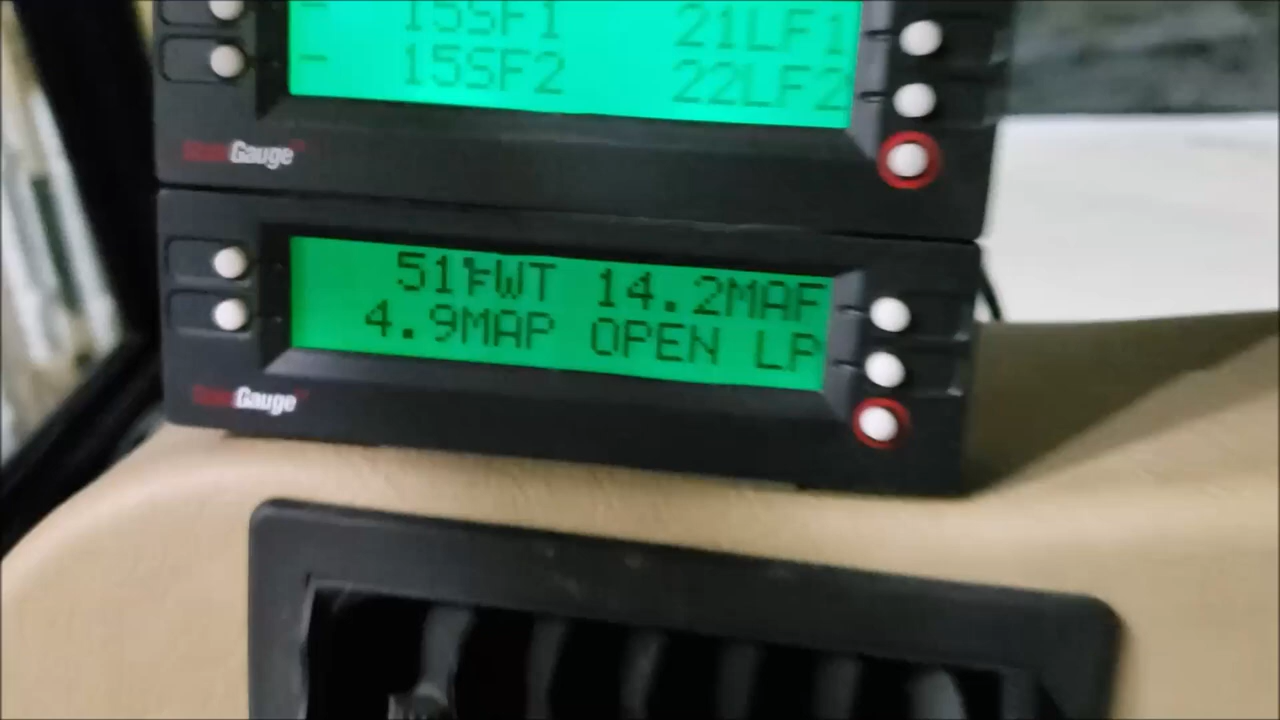 - 15SF1 21LF1
- 15SF2 22LF2
ScanGauge
51°FWT 14.2MAF
4.9MAP OPEN LP
ScanGauge